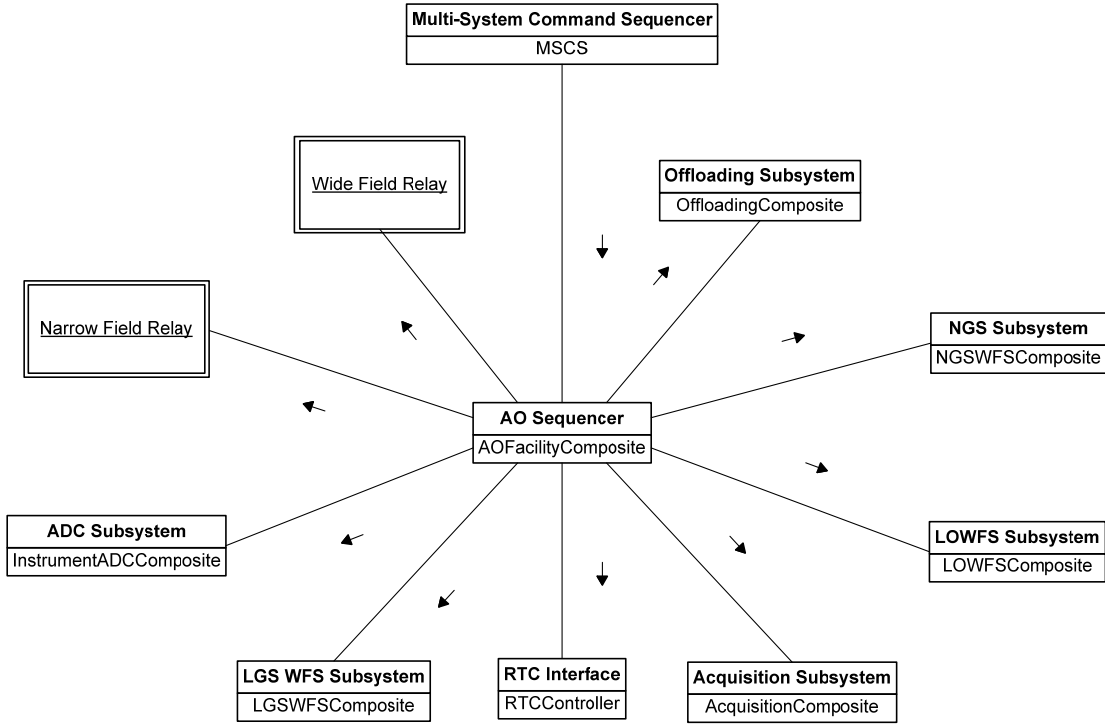 Multi-System Command Sequencer
MSCS
Wide Field Relay
Offloading Subsystem
OffloadingComposite
Narrow Field Relay
NGS Subsystem
NGSWFSComposite
AO Sequencer
AOFacilityComposite
ADC Subsystem
InstrumentADCComposite
LOWFS Subsystem
LOWFSComposite
LGS WFS Subsystem
LGSWFSComposite
RTC Interface
RTCController
Acquisition Subsystem
AcquisitionComposite